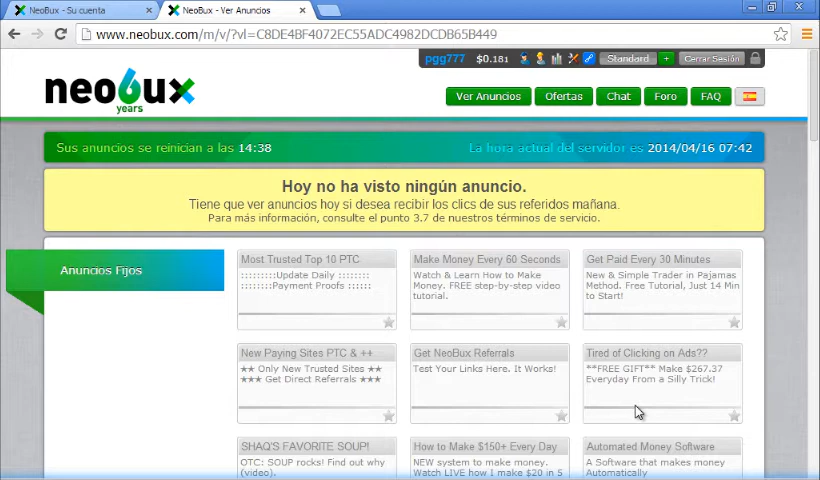 NeoBux - Su cuenta
NeoBux - Ver Anuncios
www.neobux.com/m/v/?vl=C8DE4BF4072EC55ADC4982DCDB65B449
pgg777 $0.181 Standard + Cerrar Sesión
neobux
6
years
Ver Anuncios Ofertas Chat Foro FAQ
Sus anuncios se reinician a las 14:38
La hora actual del servidor es 2014/04/16 07:42
Hoy no ha visto ningún anuncio.
Tiene que ver anuncios hoy si desea recibir los clics de sus referidos mañana.
Para más información, consulte el punto 3.7 de nuestros términos de servicio.
Anuncios Fijos
Most Trusted Top 10 PTC
:::::::::Update Daily ::::::::
:::::::::Payment Proofs ::::::
Make Money Every 60 Seconds
Watch & Learn How to Make
Money. FREE step-by-step video
tutorial.
Get Paid Every 30 Minutes
New & Simple Trader in Pajamas
Method. Free Tutorial, Just 14 Min
to Start!
New Paying Sites PTC & ++
★★ Only New Trusted Sites ★★
★★★ Get Direct Referrals ★★★
Get NeoBux Referrals
Test Your Links Here. It Works!
Tired of Clicking on Ads??
**FREE GIFT** Make $267.37
Everyday From a Silly Trick!
SHAQ'S FAVORITE SOUP!
OTC: SOUP rocks! Find out why
(video).
How to Make $150+ Every Day
NEW system to make money.
Watch LIVE how I make $20 in 5
Automated Money Software
A Software that makes money
Automatically